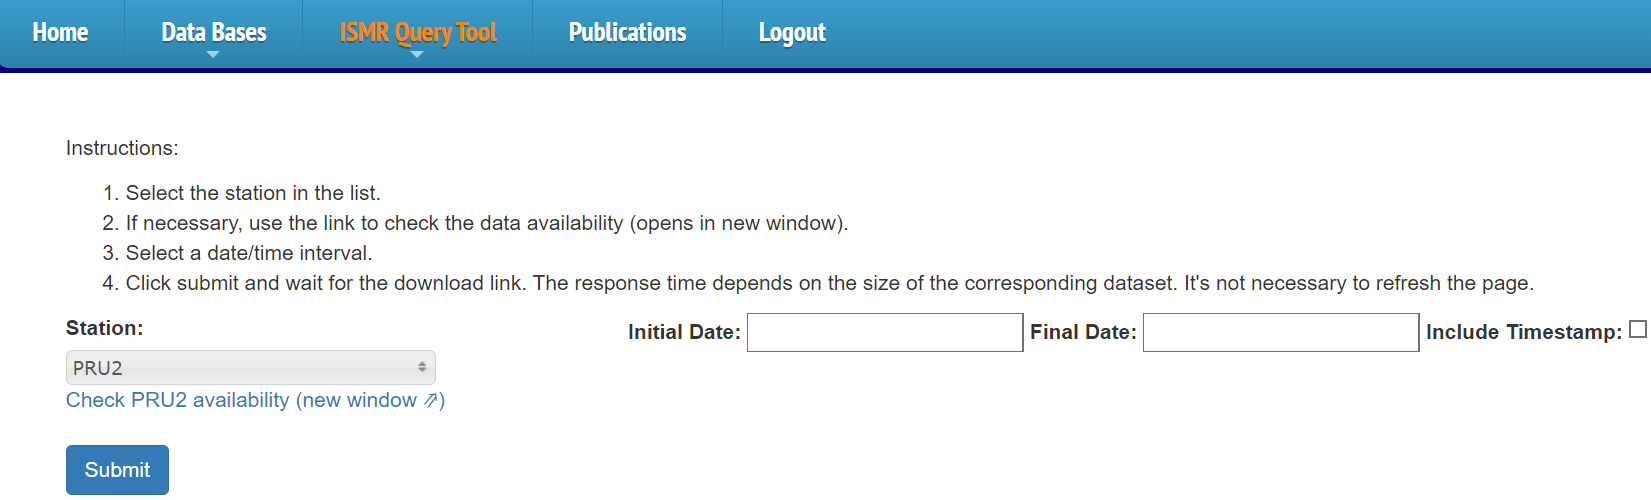 Home Data Bases ISMR Query Tool Publications Logout
Instructions:
1. Select the station in the list.
2. If necessary, use the link to check the data availability (opens in new window).
3. Select a date/time interval.
4. Click submit and wait for the download link. The response time depends on the size of the corresponding dataset. It's not necessary to refresh the page.
Station: Initial Date: Final Date: Include Timestamp:
PRU2
Check PRU2 availability (new window ⇗)
Submit